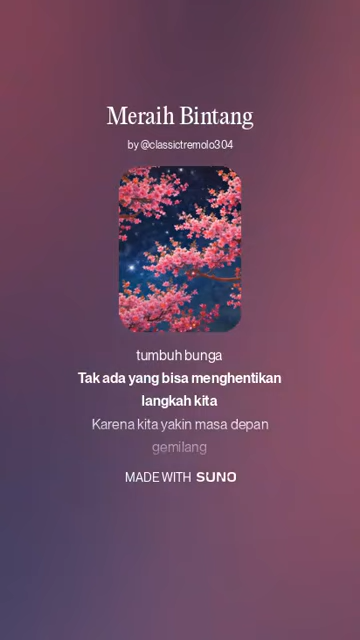 Meraih Bintang
by @classictremolo304
tumbuh bunga
Tak ada yang bisa menghentikan
langkah kita
Karena kita yakin masa depan
gemilang
MADE WITH SUNO